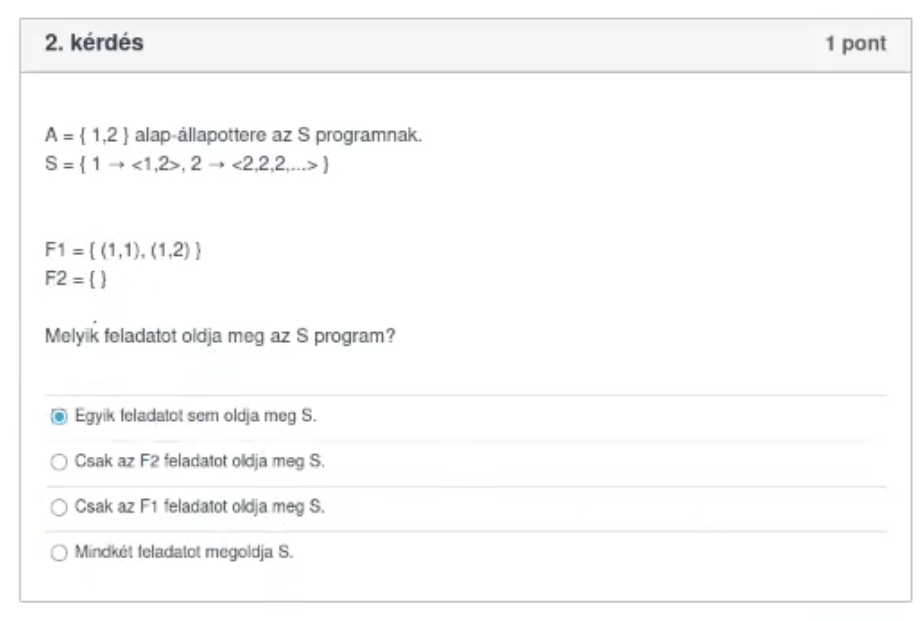 2. kérdés
1 pont
A = { 1,2 } alap-állapottere az S programnak.
S = { 1 → <1,2>, 2 → <2,2,2,...> }
F1 = { (1,1), (1,2) }
F2 = { }
Melyik feladatot oldja meg az S program?
Egyik feladatot sem oldja meg S.
Csak az F2 feladatot oldja meg S.
Csak az F1 feladatot oldja meg S.
Mindkét feladatot megoldja S.